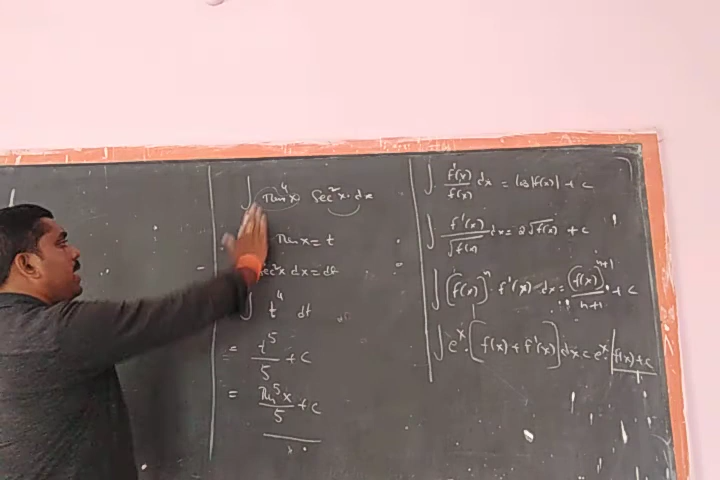 ∫ Tan⁴x Sec²x · dx
Tan x = t
Sec²x dx = dt
∫ t⁴ dt
= t⁵/5 + c
= Tan⁵x/5 + c
∫ f'(x)/f(x) dx = log|f(x)| + c
∫ f'(x)/√f(x) dx = 2√f(x) + c
∫ (f(x))ⁿ · f'(x) dx = (f(x))ⁿ⁺¹/n+1 + c
∫ eˣ · [f(x) + f'(x)] dx = eˣ · f(x) + c